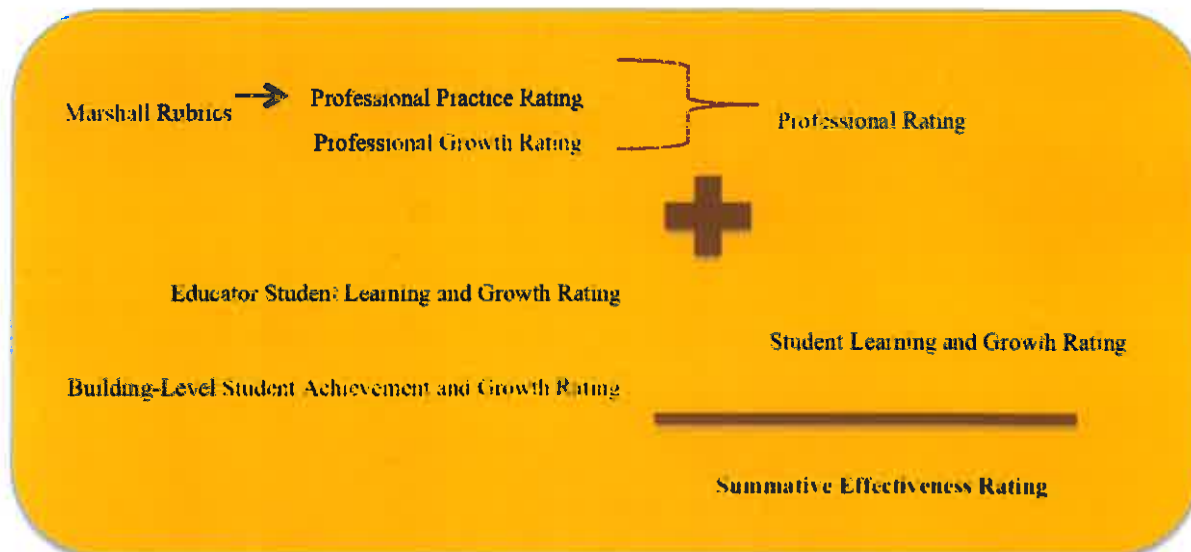 Marshall Rubrics
Professional Practice Rating
Professional Growth Rating
Professional Rating
Educator Student Learning and Growth Rating
Student Learning and Growth Rating
Building-Level Student Achievement and Growth Rating
Summative Effectiveness Rating